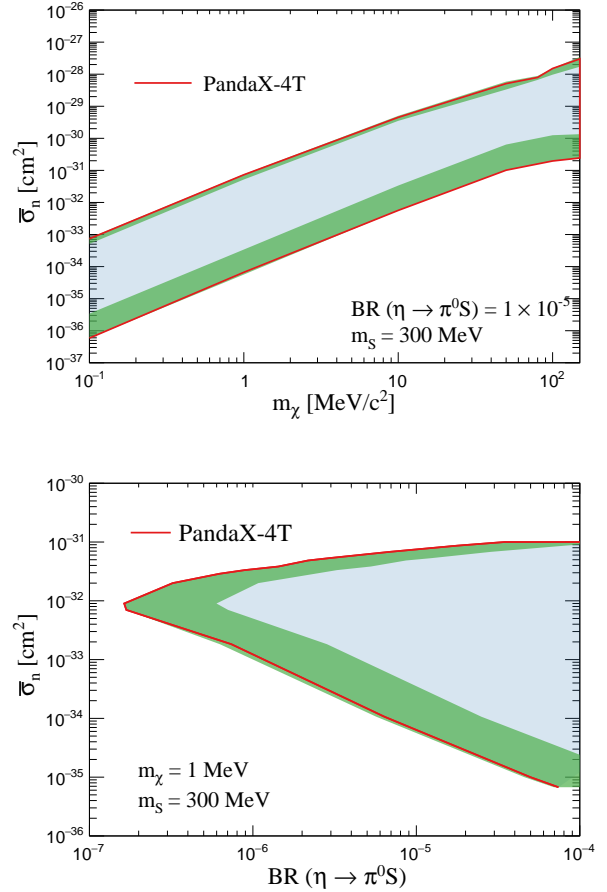 10⁻²⁶
10⁻²⁷
10⁻²⁸
10⁻²⁹
10⁻³⁰
10⁻³¹
10⁻³²
10⁻³³
10⁻³⁴
10⁻³⁵
10⁻³⁶
10⁻³⁷
σ̅ₙ [cm²]
PandaX-4T
BR (η → π⁰S) = 1 × 10⁻⁵
m_S = 300 MeV
10⁻¹ 1 10 10²
m_χ [MeV/c²]
10⁻³⁰
10⁻³¹
10⁻³²
10⁻³³
10⁻³⁴
10⁻³⁵
10⁻³⁶
σ̅ₙ [cm²]
PandaX-4T
m_χ = 1 MeV
m_S = 300 MeV
10⁻⁷ 10⁻⁶ 10⁻⁵ 10⁻⁴
BR (η → π⁰S)